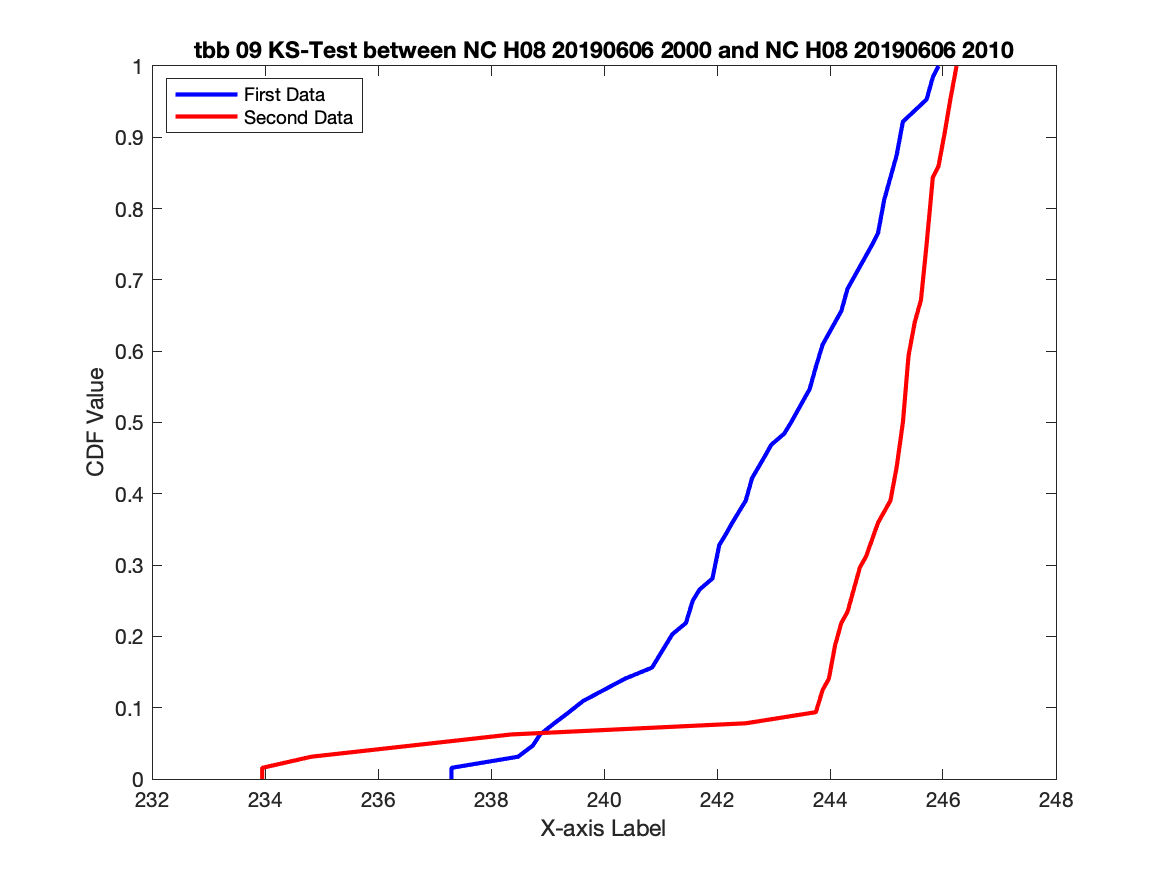 tbb 09 KS-Test between NC H08 20190606 2000 and NC H08 20190606 2010
First Data
Second Data
1
0.9
0.8
0.7
0.6
0.5
0.4
0.3
0.2
0.1
0
CDF Value
232 234 236 238 240 242 244 246 248
X-axis Label